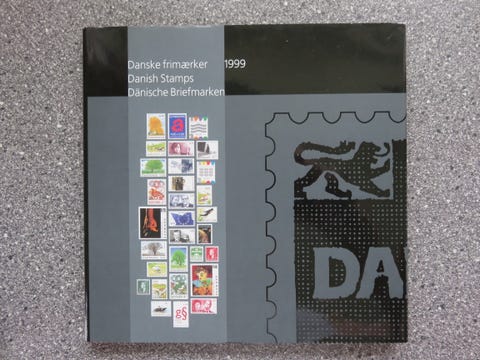 Danske frimærker 1999
Danish Stamps
Dänische Briefmarken
DA